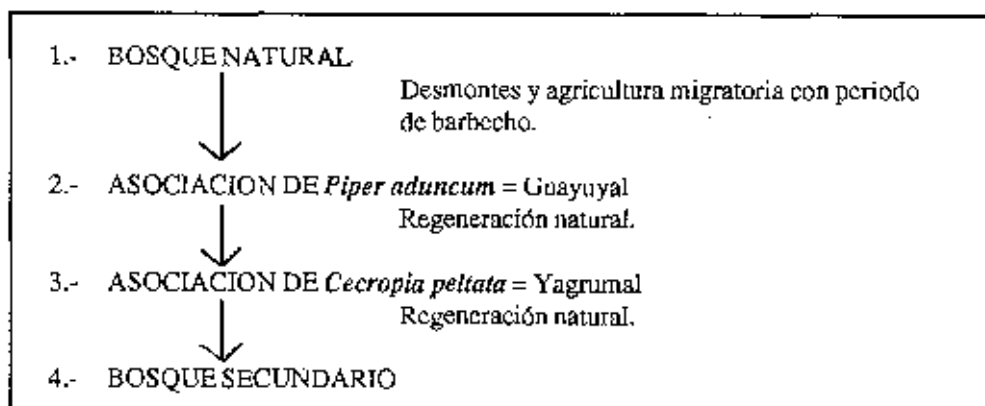 1.- BOSQUE NATURAL
Desmontes y agricultura migratoria con periodo
de barbecho.
2.- ASOCIACION DE Piper aduncum = Guayuyal
Regeneración natural.
3.- ASOCIACION DE Cecropia peltata = Yagrumal
Regeneración natural.
4.- BOSQUE SECUNDARIO